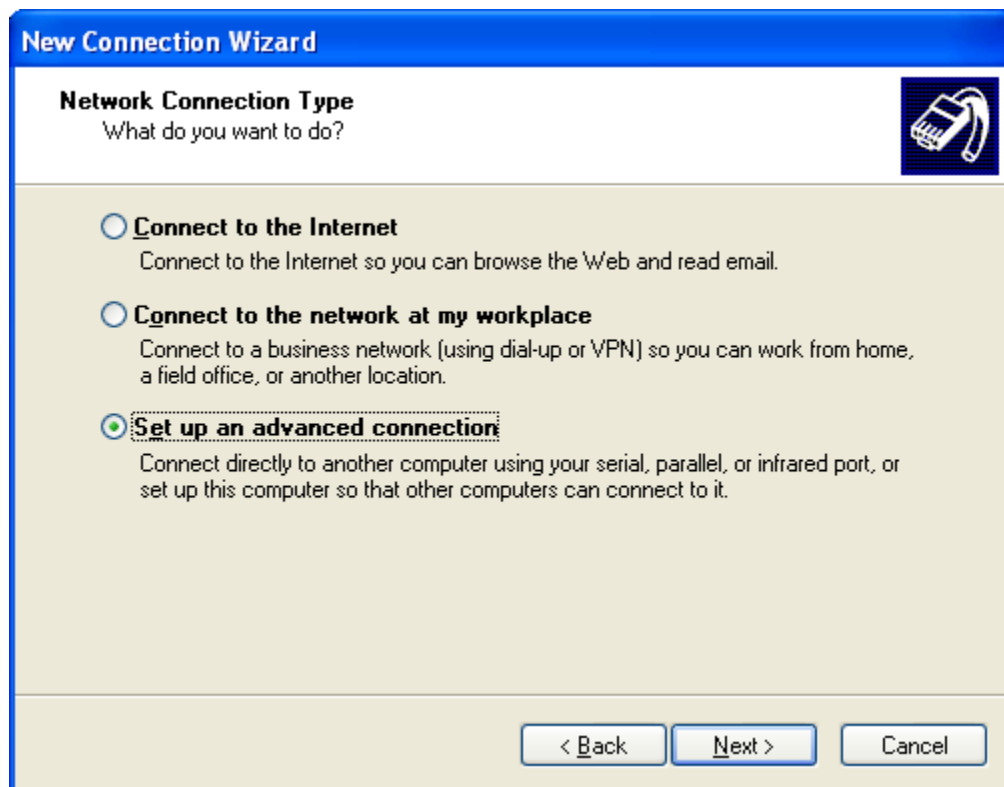 New Connection Wizard
Network Connection Type
What do you want to do?
Connect to the Internet
Connect to the Internet so you can browse the Web and read email.
Connect to the network at my workplace
Connect to a business network (using dial-up or VPN) so you can work from home,
a field office, or another location.
Set up an advanced connection
Connect directly to another computer using your serial, parallel, or infrared port, or
set up this computer so that other computers can connect to it.
< Back
Next >
Cancel